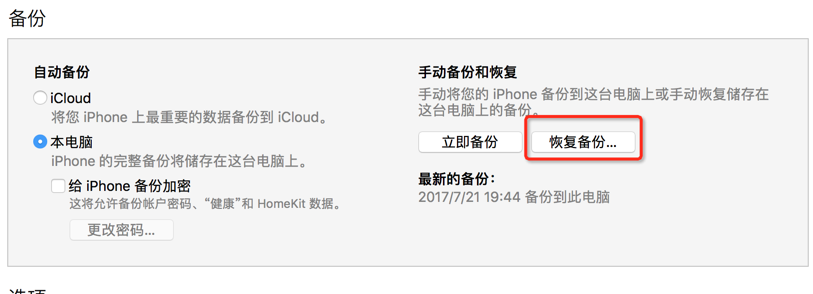 备份
自动备份
iCloud
将您 iPhone 上最重要的数据备份到 iCloud。
本电脑
iPhone 的完整备份将储存在这台电脑上。
给 iPhone 备份加密
这将允许备份帐户密码、“健康”和 HomeKit 数据。
更改密码...
手动备份和恢复
手动将您的 iPhone 备份到这台电脑上或手动恢复储存在
这台电脑上的备份。
立即备份
恢复备份...
最新的备份:
2017/7/21 19:44 备份到此电脑